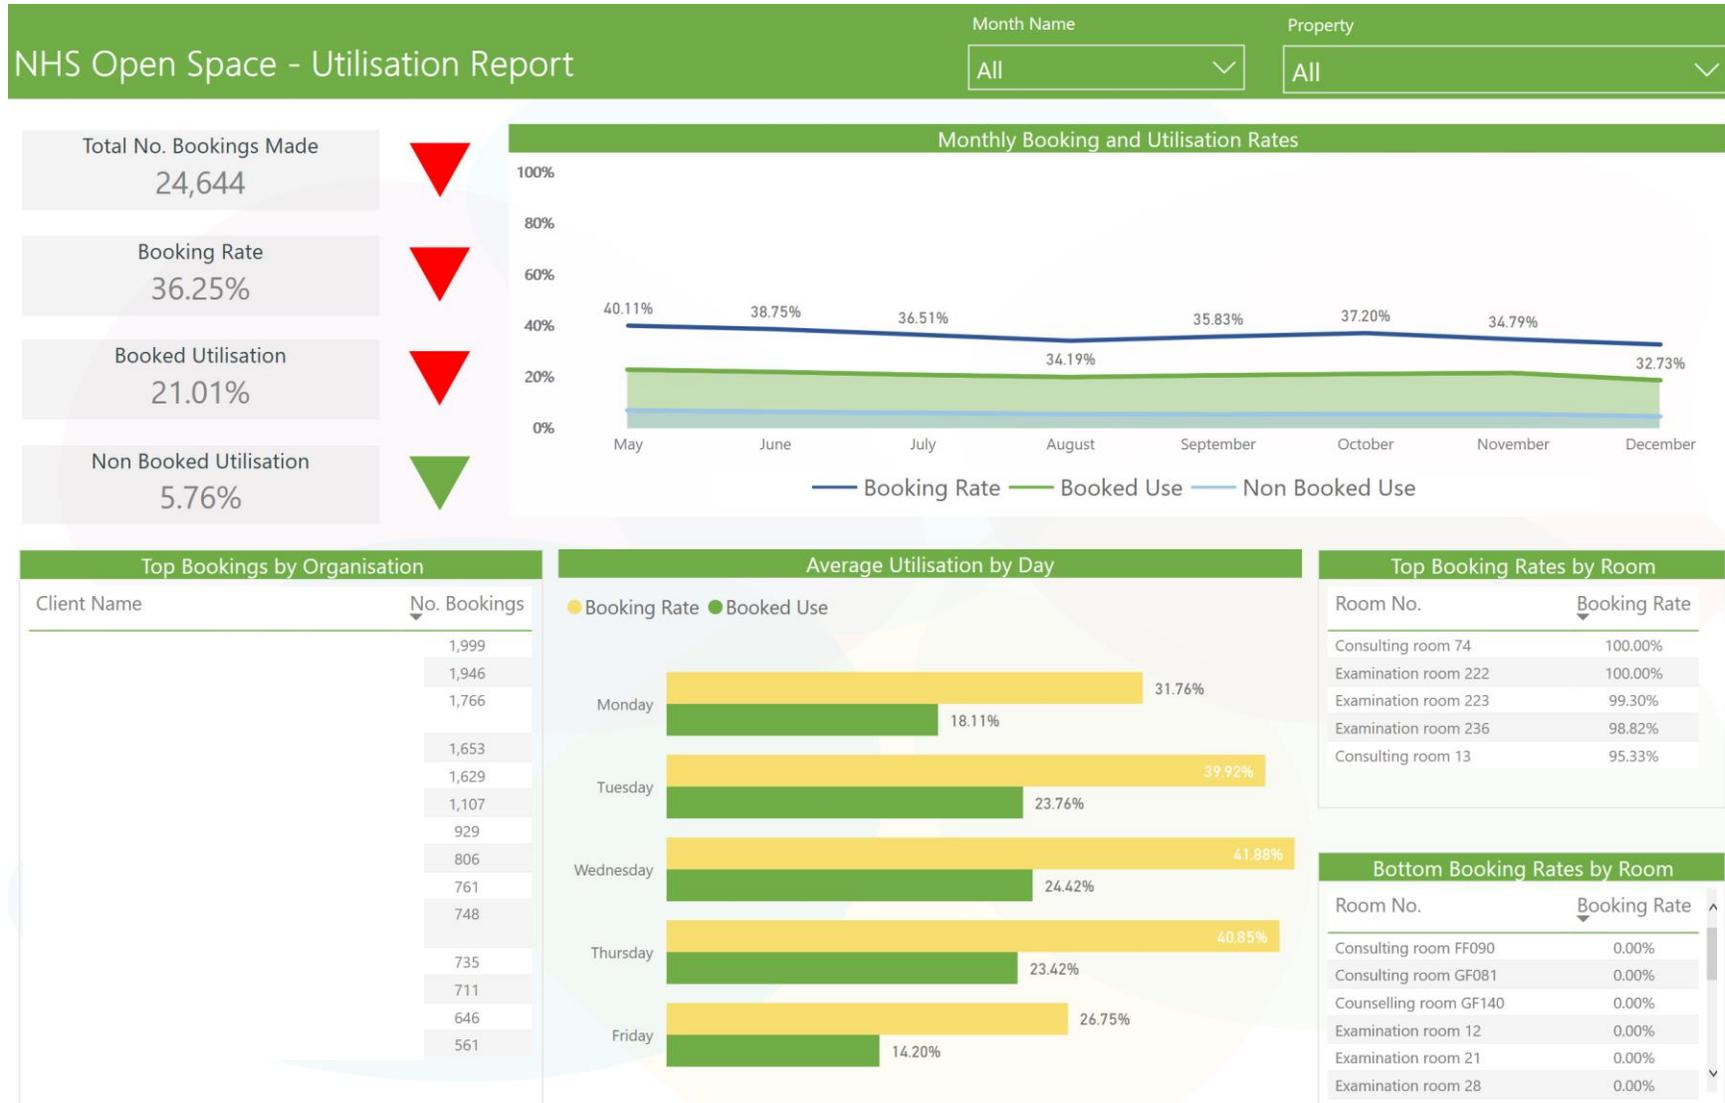 NHS Open Space - Utilisation Report
Month Name
All
Property
All
Total No. Bookings Made
24,644
Booking Rate
36.25%
Booked Utilisation
21.01%
Non Booked Utilisation
5.76%
Monthly Booking and Utilisation Rates
100%
80%
60%
40%
20%
0%
40.11%
38.75%
36.51%
34.19%
35.83%
37.20%
34.79%
32.73%
May June July August September October November December
Booking Rate Booked Use Non Booked Use
Top Bookings by Organisation
Client Name No. Bookings
1,999
1,946
1,766
1,653
1,629
1,107
929
806
761
748
735
711
646
561
Average Utilisation by Day
Booking Rate Booked Use
Monday 31.76%
18.11%
Tuesday 39.92%
23.76%
Wednesday 41.88%
24.42%
Thursday 40.85%
23.42%
Friday 26.75%
14.20%
Top Booking Rates by Room
Room No. Booking Rate
Consulting room 74 100.00%
Examination room 222 100.00%
Examination room 223 99.30%
Examination room 236 98.82%
Consulting room 13 95.33%
Bottom Booking Rates by Room
Room No. Booking Rate
Consulting room FF090 0.00%
Consulting room GF081 0.00%
Counselling room GF140 0.00%
Examination room 12 0.00%
Examination room 21 0.00%
Examination room 28 0.00%